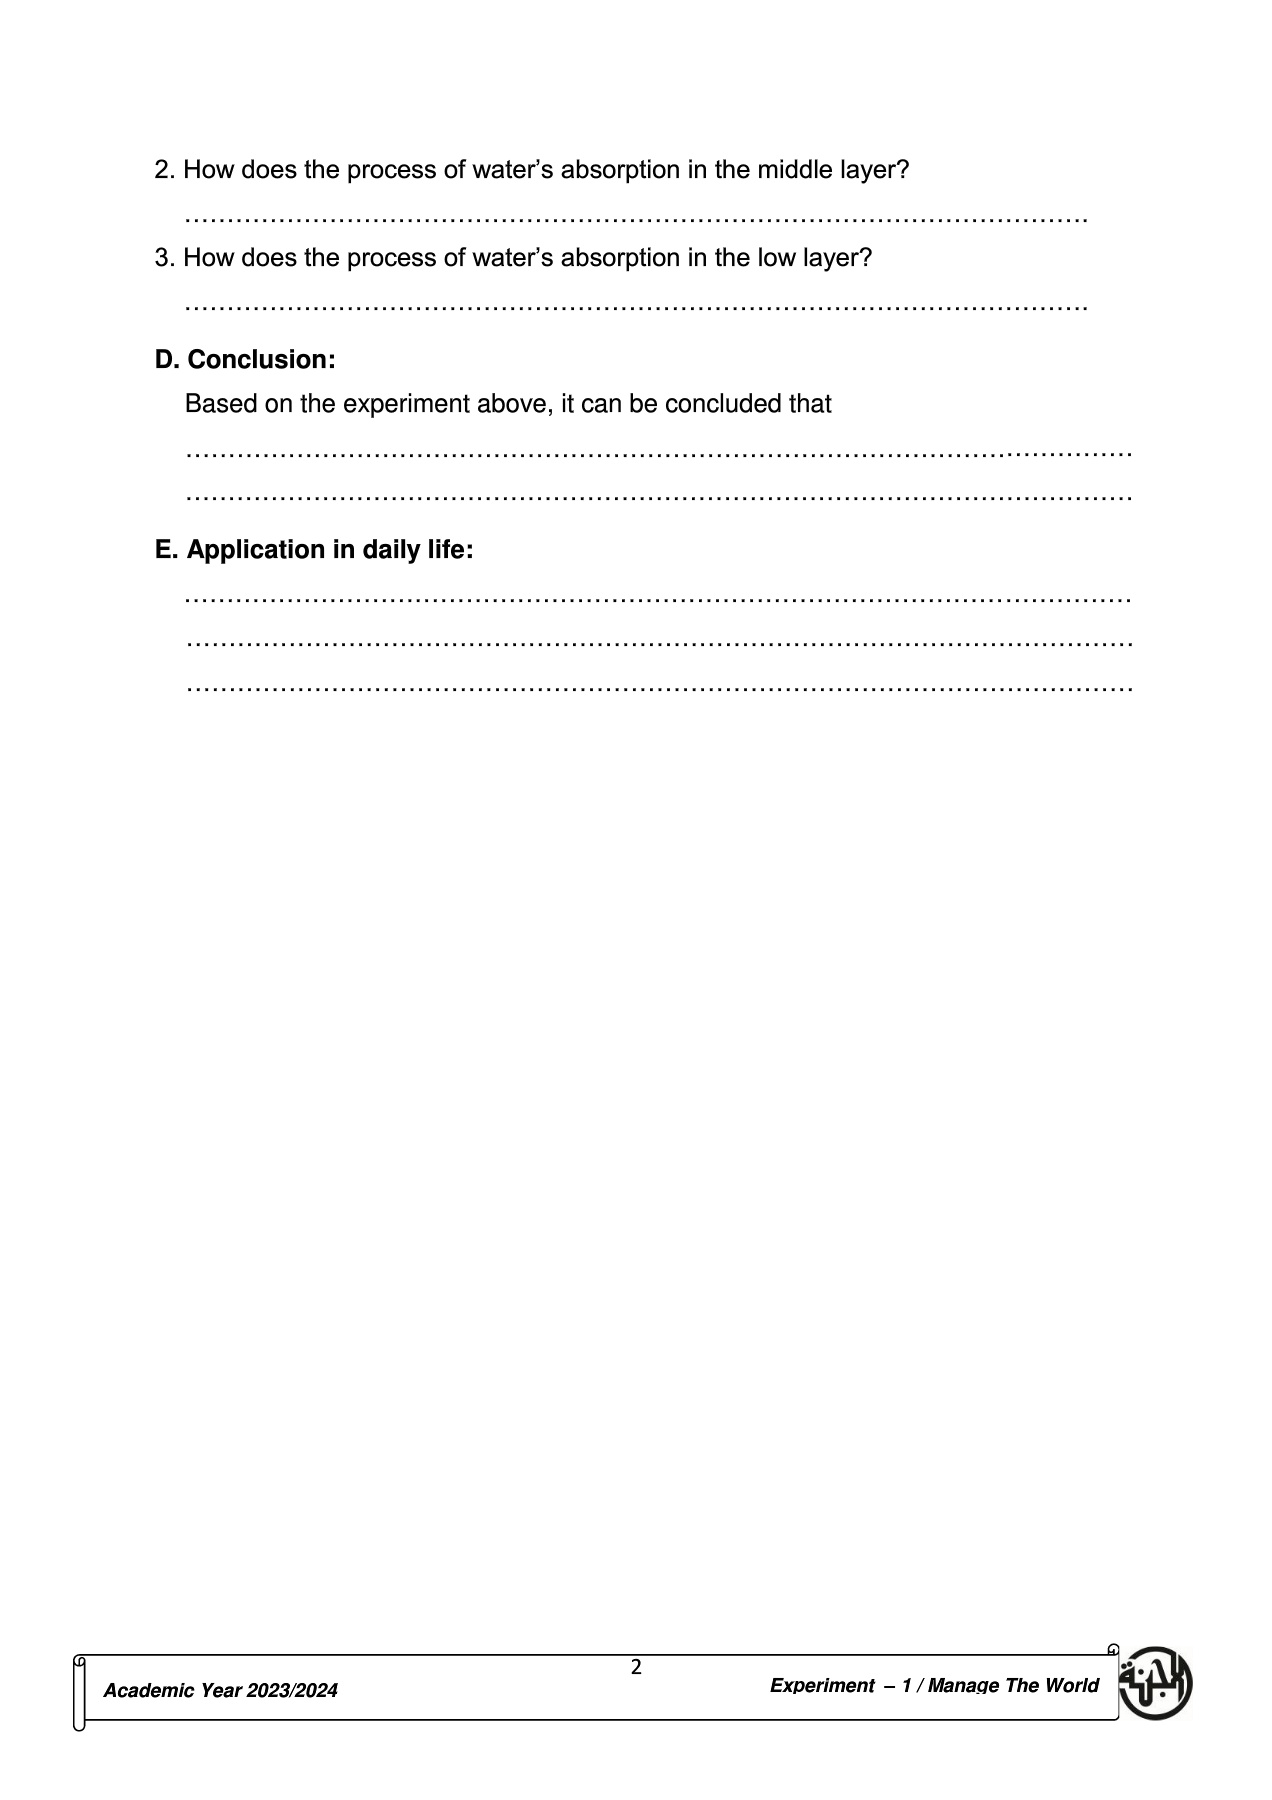 2. How does the process of water’s absorption in the middle layer?
……………………………………………………………………………………………….
3. How does the process of water’s absorption in the low layer?
……………………………………………………………………………………………….
D. Conclusion:
Based on the experiment above, it can be concluded that
……………………………………………………………………………………………………
……………………………………………………………………………………………………
E. Application in daily life:
……………………………………………………………………………………………………
……………………………………………………………………………………………………
……………………………………………………………………………………………………
2
Academic Year 2023/2024
Experiment – 1 / Manage The World